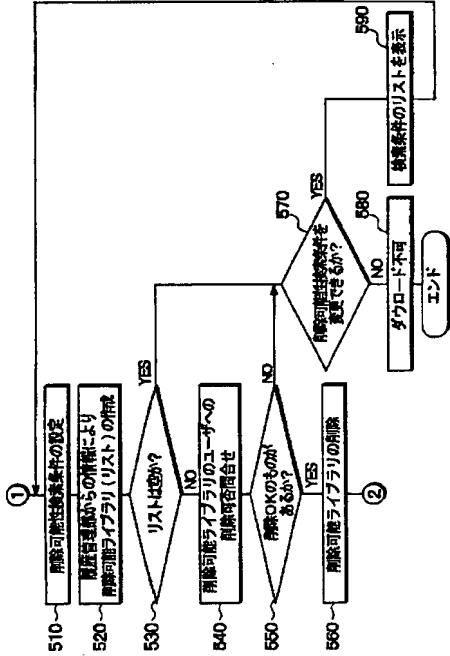 ①
510
削除可能性検索条件の設定
520
履歴管理部からの情報により
削除可能ライブラリ（リスト）の作成
530
リストは空か？
YES
NO
540
削除可能ライブラリのユーザへの
削除可否問合せ
550
削除OKのものが
あるか？
NO
YES
560
削除可能ライブラリの削除
②
570
削除可能性検索条件を
変更できるか？
YES
NO
580
ダウロード不可
エンド
590
検索条件のリストを表示